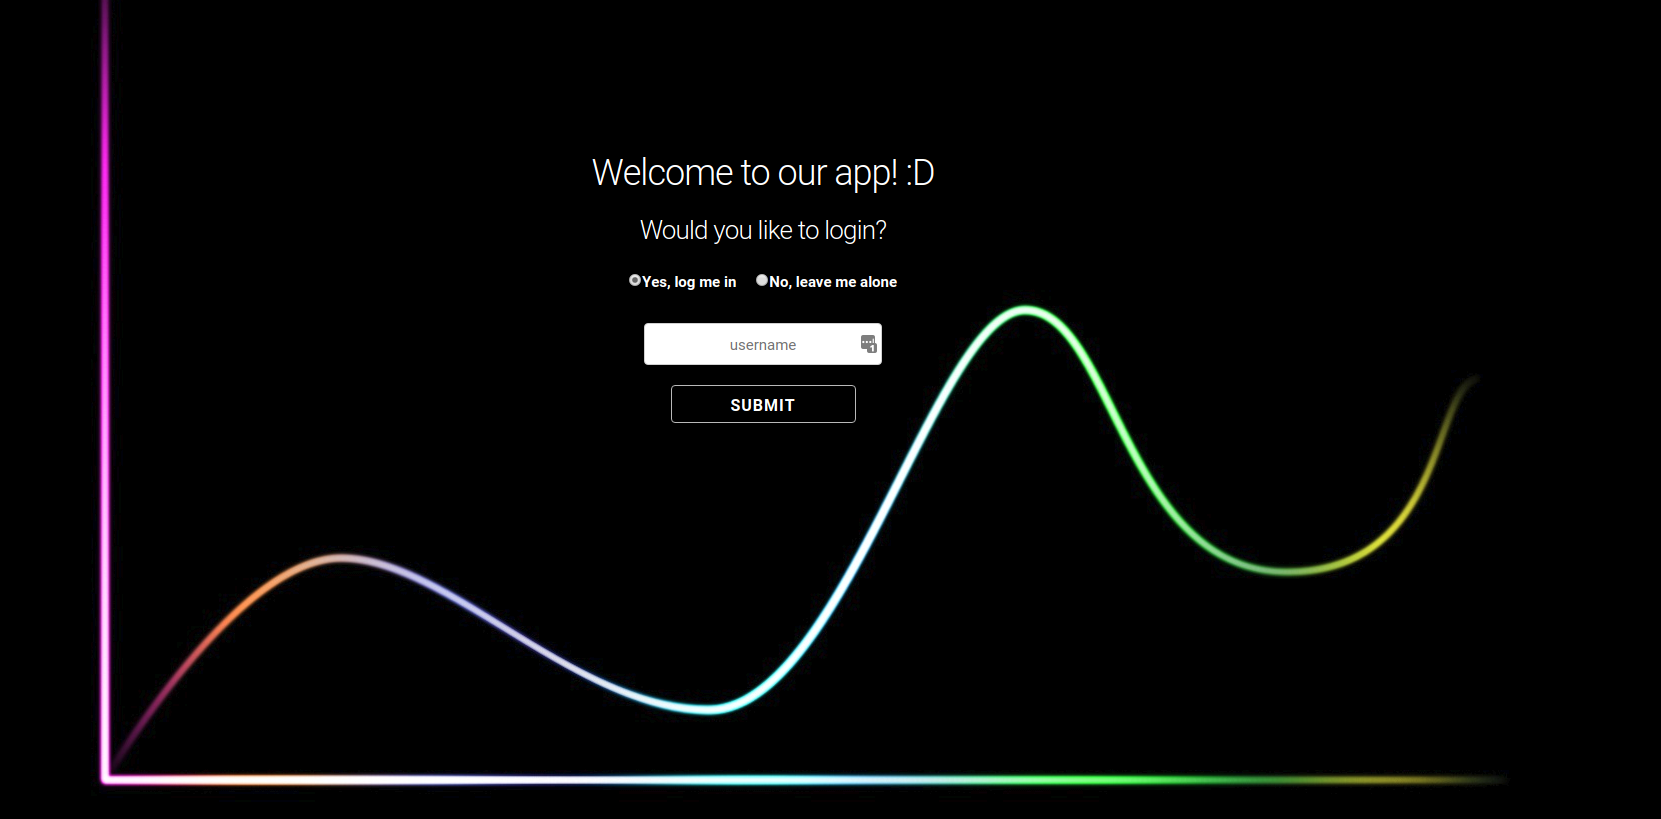 Welcome to our app! :D
Would you like to login?
Yes, log me in No, leave me alone
username
1
SUBMIT